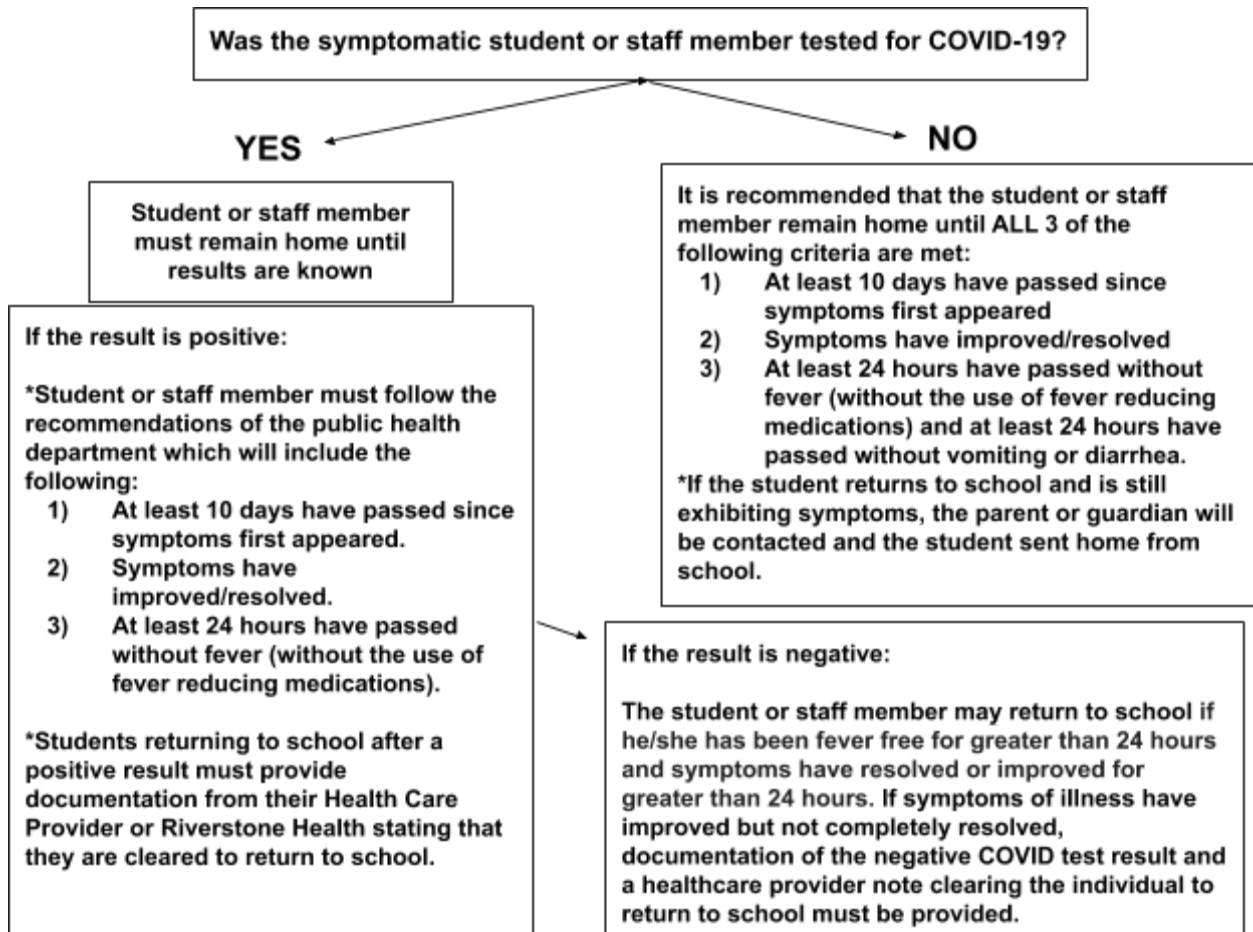 Was the symptomatic student or staff member tested for COVID-19?
YES
Student or staff member
must remain home until
results are known
If the result is positive:
*Student or staff member must follow the
recommendations of the public health
department which will include the
following:
1) At least 10 days have passed since
symptoms first appeared.
2) Symptoms have
improved/resolved.
3) At least 24 hours have passed
without fever (without the use of
fever reducing medications).
*Students returning to school after a
positive result must provide
documentation from their Health Care
Provider or Riverstone Health stating that
they are cleared to return to school.
NO
It is recommended that the student or staff
member remain home until ALL 3 of the
following criteria are met:
1) At least 10 days have passed since
symptoms first appeared
2) Symptoms have improved/resolved
3) At least 24 hours have passed without
fever (without the use of fever reducing
medications) and at least 24 hours have
passed without vomiting or diarrhea.
*If the student returns to school and is still
exhibiting symptoms, the parent or guardian will
be contacted and the student sent home from
school.
If the result is negative:
The student or staff member may return to school if
he/she has been fever free for greater than 24 hours
and symptoms have resolved or improved for
greater than 24 hours. If symptoms of illness have
improved but not completely resolved,
documentation of the negative COVID test result and
a healthcare provider note clearing the individual to
return to school must be provided.